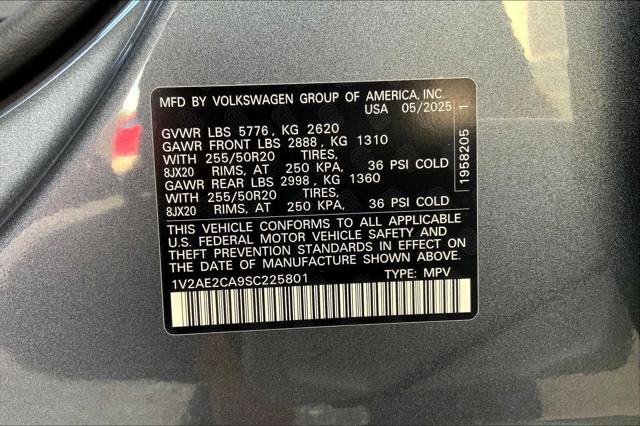 MFD BY VOLKSWAGEN GROUP OF AMERICA, INC.
USA 05/2025
GVWR LBS 5776, KG 2620
GAWR FRONT LBS 2888, KG 1310
WITH 255/50R20 TIRES,
8JX20 RIMS, AT 250 KPA, 36 PSI COLD
GAWR REAR LBS 2998, KG 1360
WITH 255/50R20 TIRES,
8JX20 RIMS, AT 250 KPA, 36 PSI COLD
THIS VEHICLE CONFORMS TO ALL APPLICABLE
U.S. FEDERAL MOTOR VEHICLE SAFETY AND
THEFT PREVENTION STANDARDS IN EFFECT ON
THE DATE OF MANUFACTURE SHOWN ABOVE.
1V2AE2CA9SC225801 TYPE: MPV
1958205 1